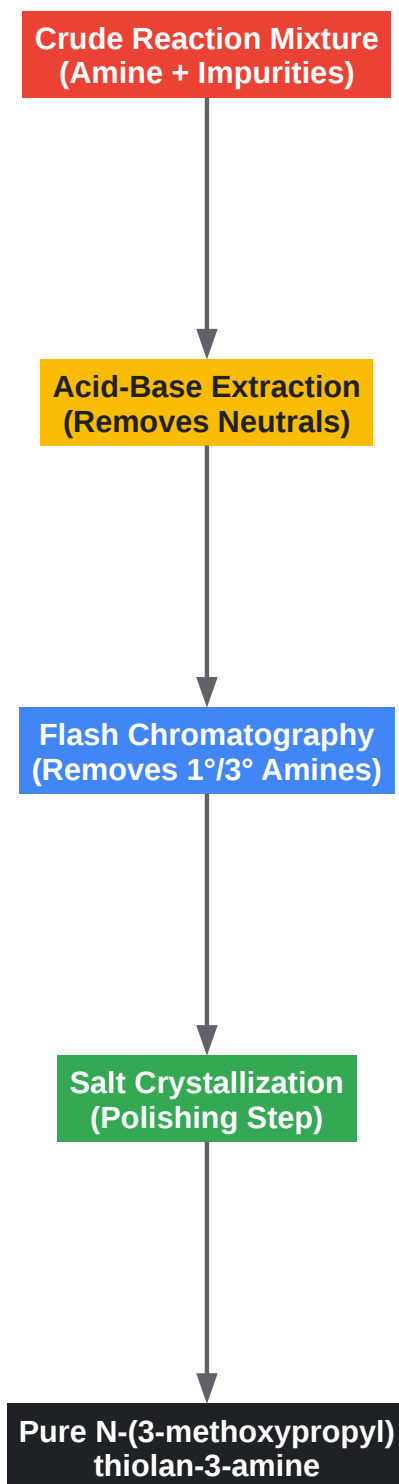 Crude Reaction Mixture
(Amine + Impurities)
Acid-Base Extraction
(Removes Neutrals)
Flash Chromatography
(Removes 1°/3° Amines)
Salt Crystallization
(Polishing Step)
Pure N-(3-methoxypropyl)
thiolan-3-amine